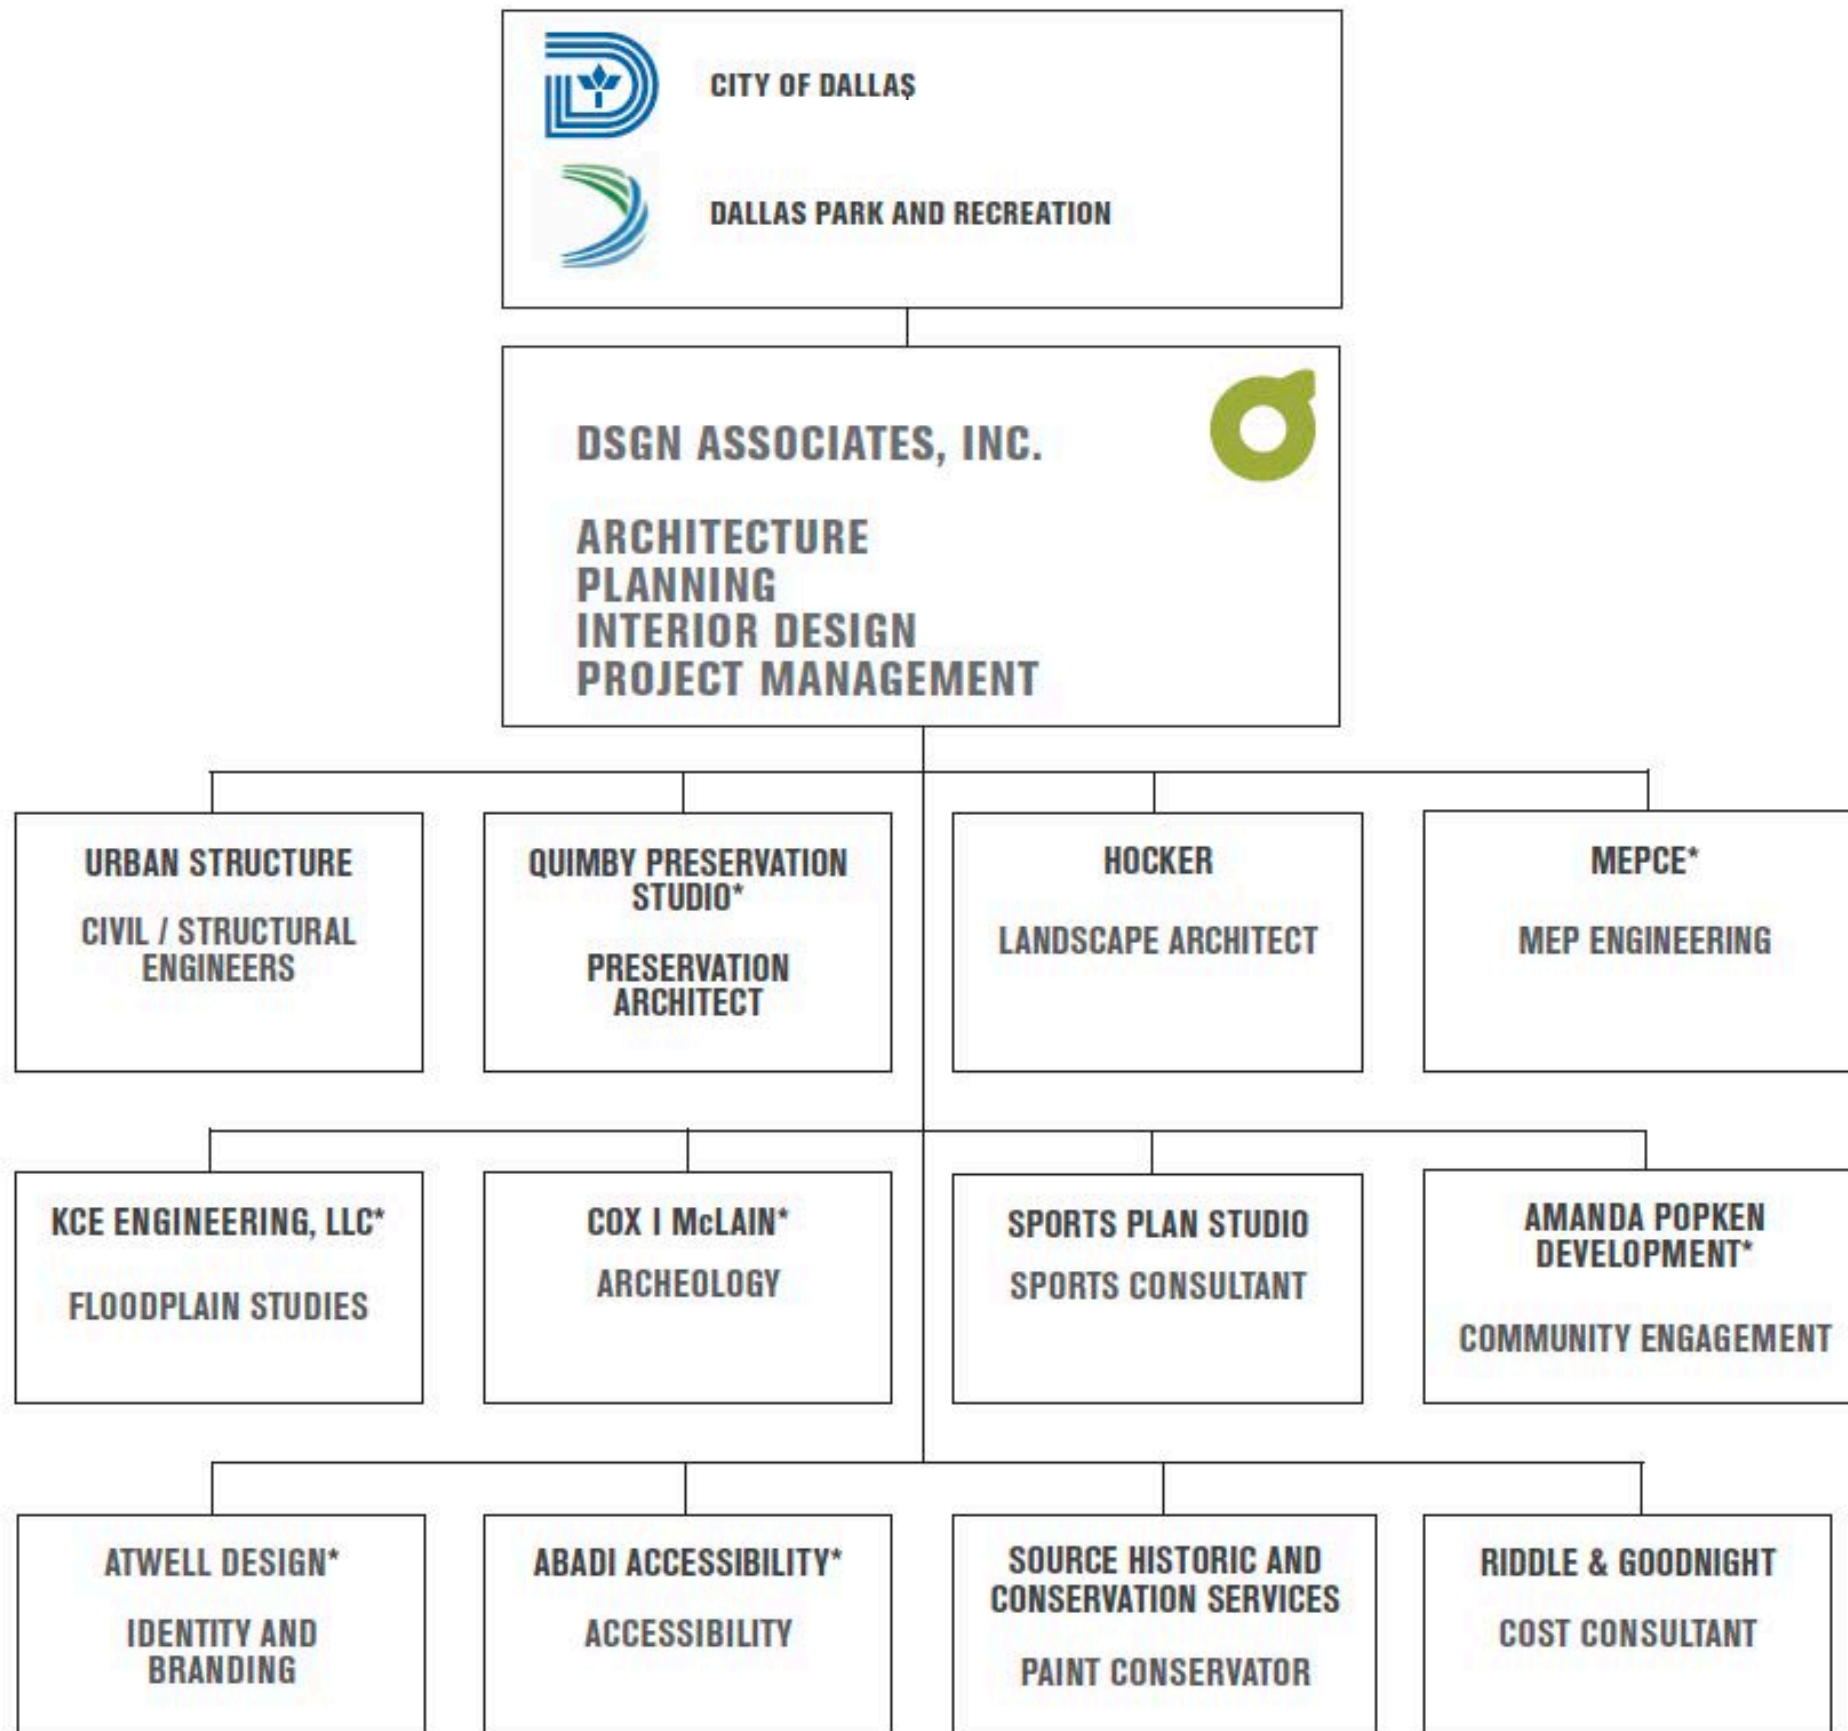 CITY OF DALLAS
DALLAS PARK AND RECREATION
DSGN ASSOCIATES, INC.
ARCHITECTURE
PLANNING
INTERIOR DESIGN
PROJECT MANAGEMENT
URBAN STRUCTURE
CIVIL / STRUCTURAL
ENGINEERS
QUIMBY PRESERVATION
STUDIO*
PRESERVATION
ARCHITECT
HOCKER
LANDSCAPE ARCHITECT
MEPCE*
MEP ENGINEERING
KCE ENGINEERING, LLC*
FLOODPLAIN STUDIES
COX I McLAIN*
ARCHEOLOGY
SPORTS PLAN STUDIO
SPORTS CONSULTANT
AMANDA POPKEN
DEVELOPMENT*
COMMUNITY ENGAGEMENT
ATWELL DESIGN*
IDENTITY AND
BRANDING
ABADI ACCESSIBILITY*
ACCESSIBILITY
SOURCE HISTORIC AND
CONSERVATION SERVICES
PAINT CONSERVATOR
RIDDLE & GOODNIGHT
COST CONSULTANT